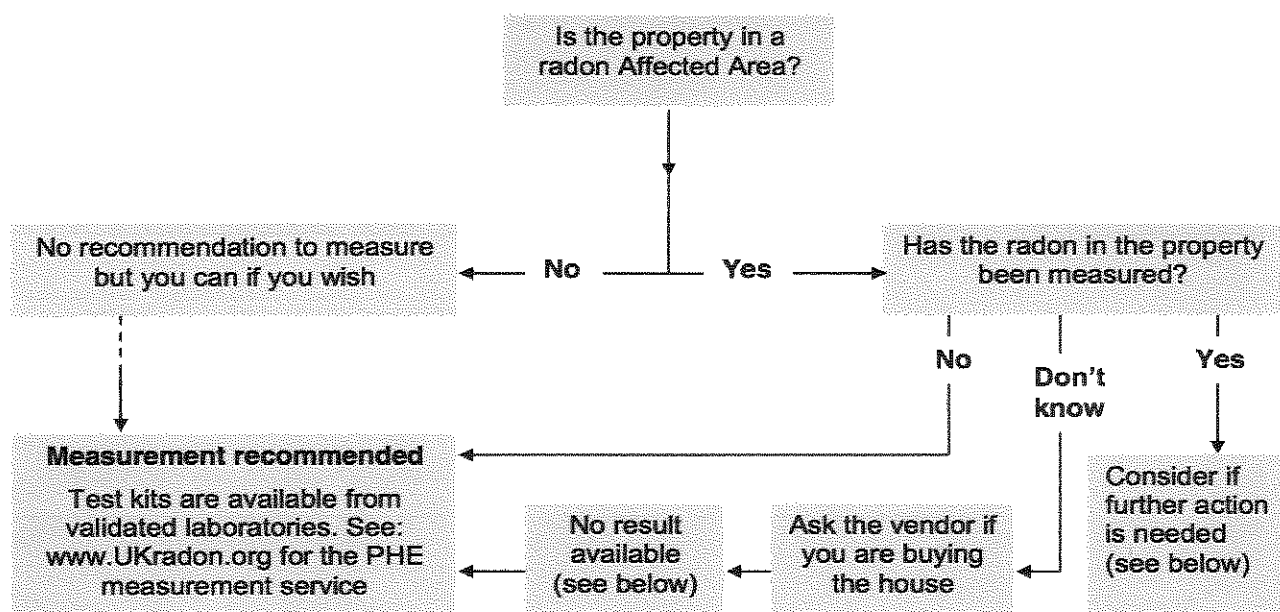 Is the property in a
radon Affected Area?
No recommendation to measure
but you can if you wish
No
Yes
Has the radon in the property
been measured?
No
Don't
know
Yes
Measurement recommended
Test kits are available from
validated laboratories. See:
www.UKradon.org for the PHE
measurement service
No result
available
(see below)
Ask the vendor if
you are buying
the house
Consider if
further action
is needed
(see below)